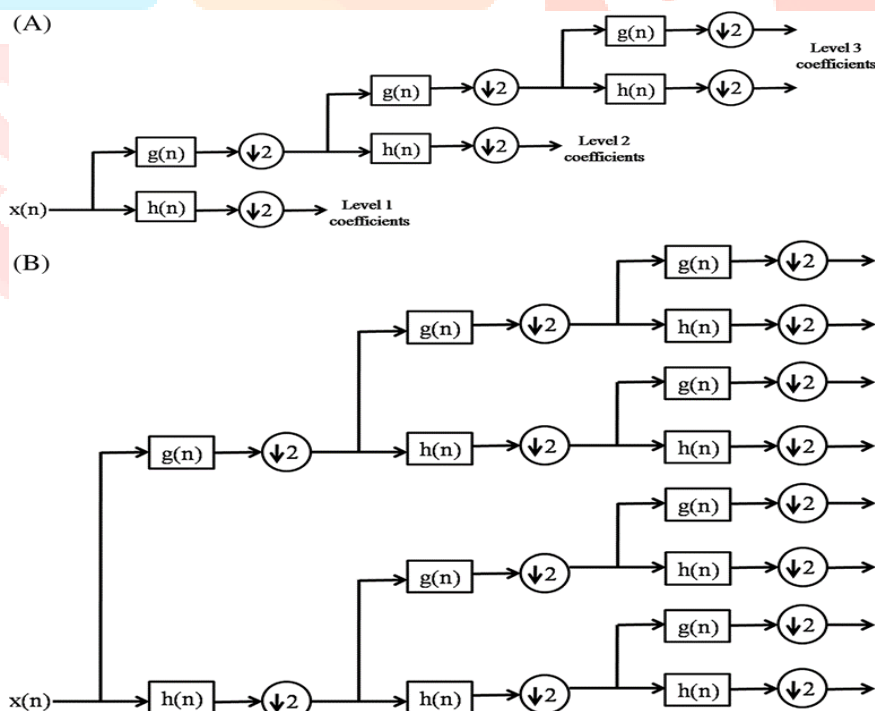 (A)
g(n) ↓2
Level 3
coefficients
g(n) ↓2
h(n) ↓2
g(n) ↓2
h(n) ↓2
Level 2
coefficients
x(n)
h(n) ↓2
Level 1
coefficients
(B)
g(n) ↓2
g(n) ↓2
h(n) ↓2
g(n) ↓2
g(n) ↓2
h(n) ↓2
h(n) ↓2
g(n) ↓2
g(n) ↓2
h(n) ↓2
g(n) ↓2
x(n)
h(n) ↓2
h(n) ↓2
h(n) ↓2